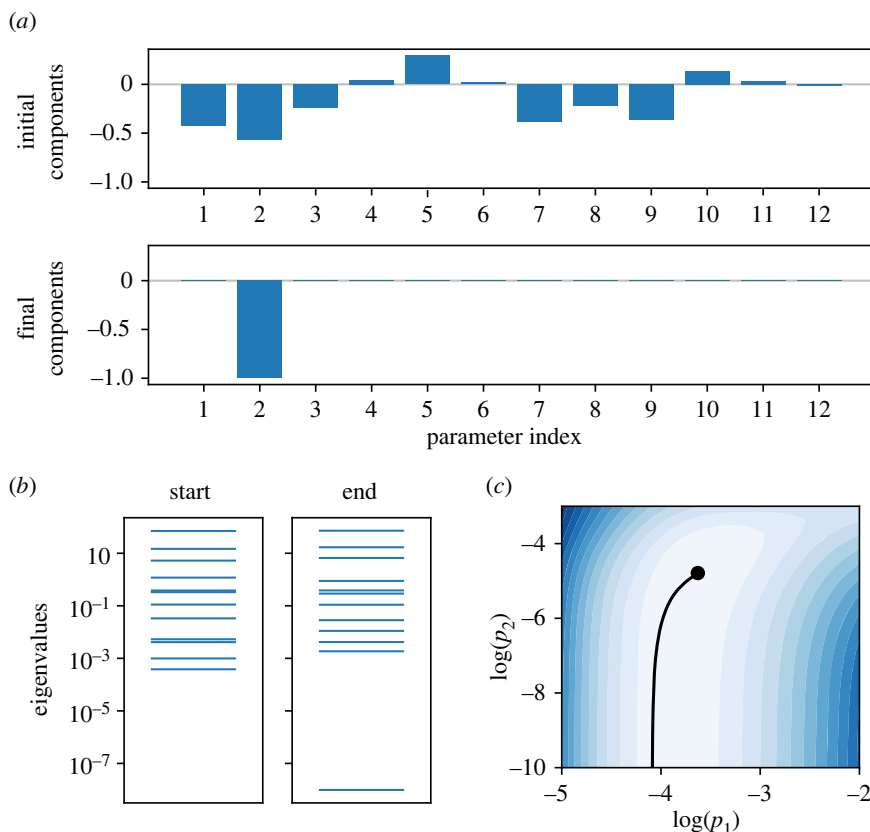 (a)
initial
components
0
−0.5
−1.0
1 2 3 4 5 6 7 8 9 10 11 12
final
components
0
−0.5
−1.0
1 2 3 4 5 6 7 8 9 10 11 12
parameter index
(b)
start end
eigenvalues
10
10⁻¹
10⁻³
10⁻⁵
10⁻⁷
(c)
log(p₂)
−4
−6
−8
−10
−5 −4 −3 −2
log(p₁)